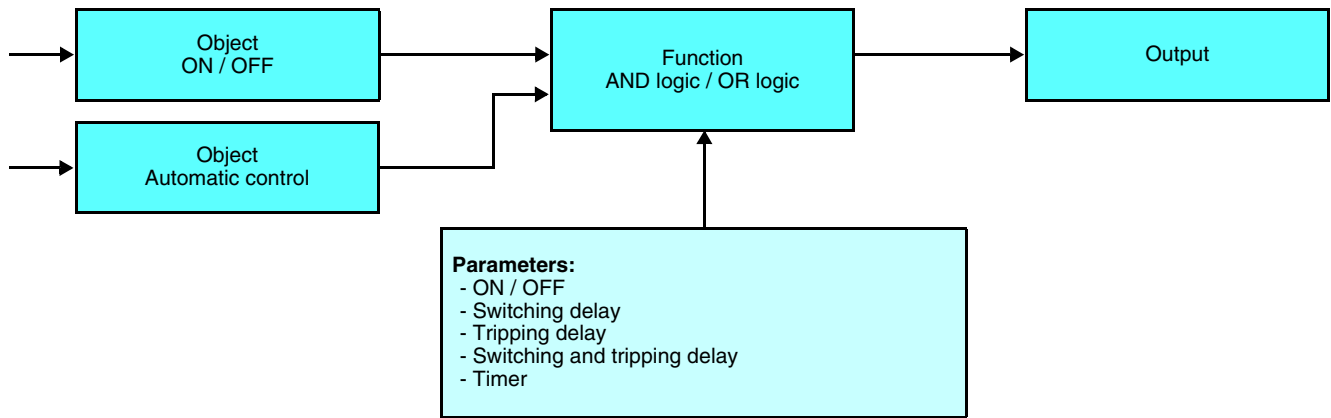 Object
ON / OFF
Function
AND logic / OR logic
Output
Object
Automatic control
Parameters:
- ON / OFF
- Switching delay
- Tripping delay
- Switching and tripping delay
- Timer